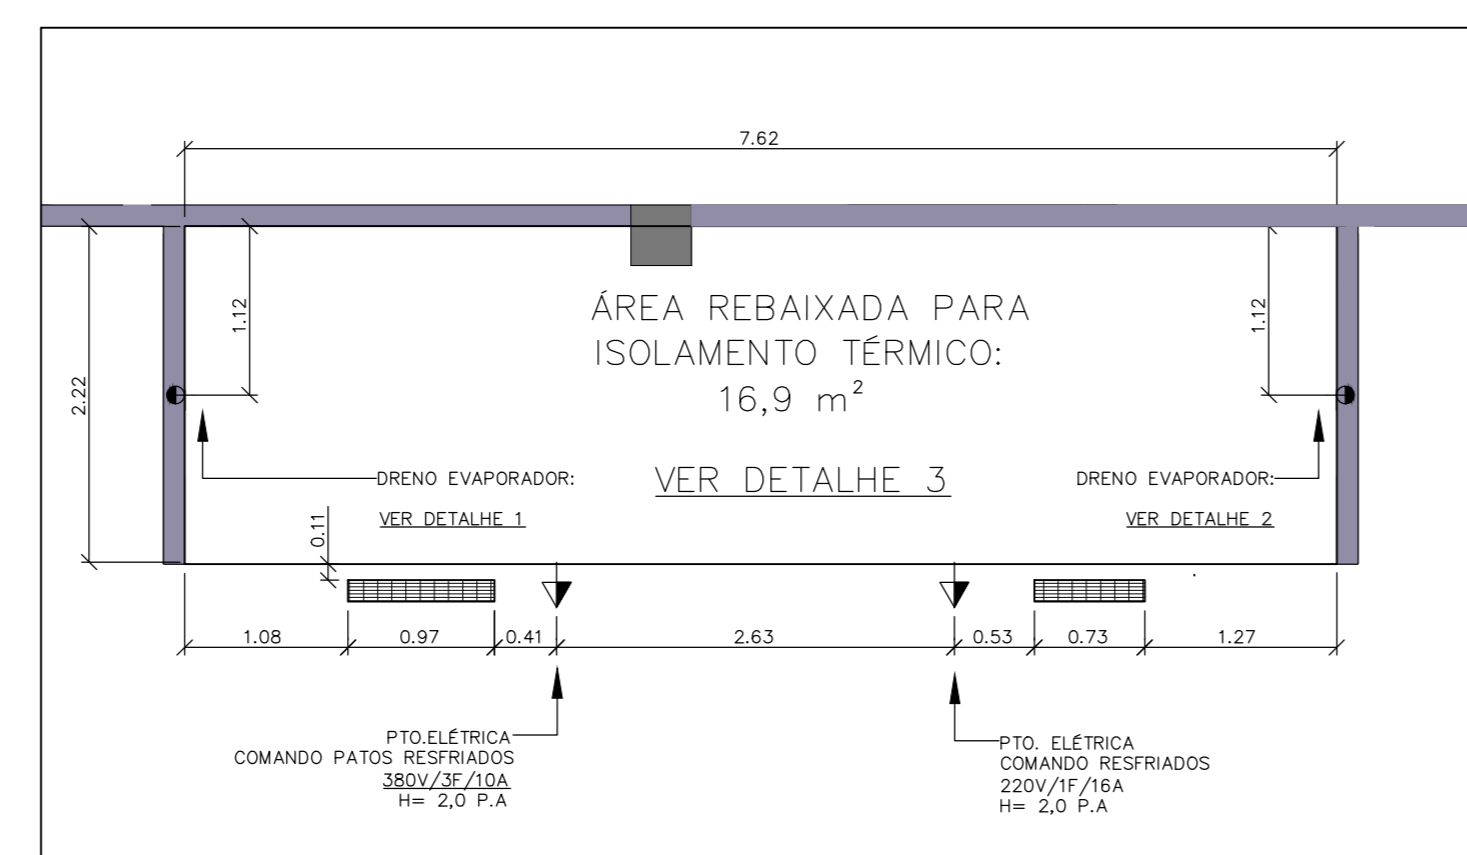 7.62
1.12
1.12
2.22
ÁREA REBAIXADA PARA
ISOLAMENTO TÉRMICO:
16,9 m²
DRENO EVAPORADOR:
VER DETALHE 1
VER DETALHE 3
DRENO EVAPORADOR:
VER DETALHE 2
0.11
1.08
0.97
0.41
2.63
0.53
0.73
1.27
PTO.ELÉTRICA
COMANDO PATOS RESFRIADOS
380V/3F/10A
H= 2,0 P.A
PTO. ELÉTRICA
COMANDO RESFRIADOS
220V/1F/16A
H= 2,0 P.A